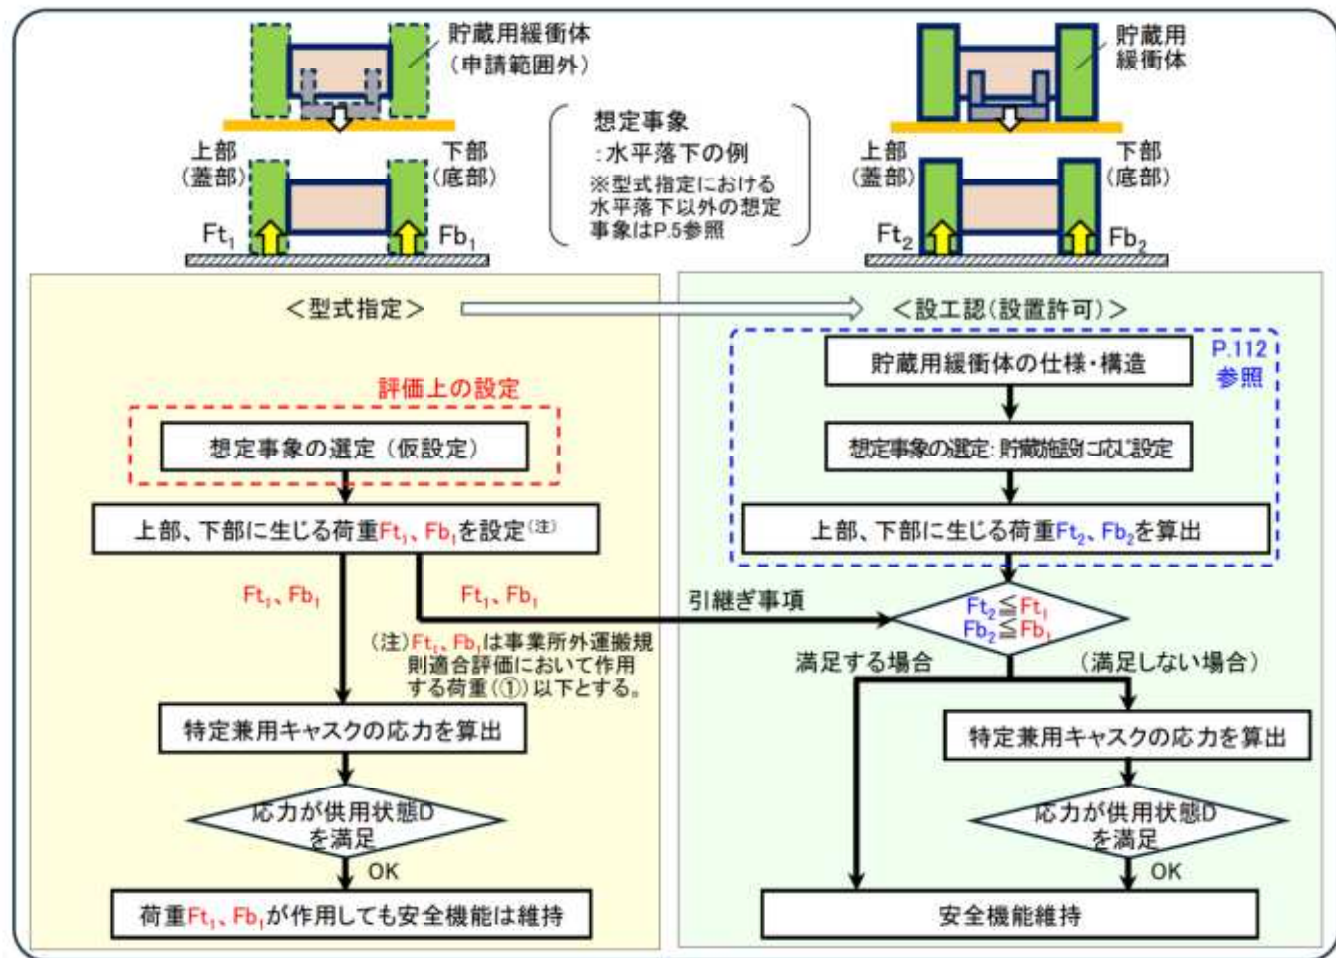 貯蔵用緩衝体
(申請範囲外)
上部
(蓋部)
下部
(底部)
Ft₁
Fb₁
想定事象
:水平落下の例
※型式指定における
水平落下以外の想定
事象はP.5参照
貯蔵用
緩衝体
上部
(蓋部)
下部
(底部)
Ft₂
Fb₂
<型式指定>
評価上の設定
想定事象の選定(仮設定)
上部、下部に生じる荷重Ft₁、Fb₁を設定(注)
Ft₁、Fb₁
Ft₁、Fb₁
引継ぎ事項
(注)Ft₁、Fb₁は事業所外運搬規
則適合評価において作用
する荷重(①)以下とする。
特定兼用キャスクの応力を算出
応力が供用状態D
を満足
OK
荷重Ft₁、Fb₁が作用しても安全機能は維持
<設工認(設置許可)>
P.112
参照
貯蔵用緩衝体の仕様・構造
想定事象の選定:貯蔵施設に応じ設定
上部、下部に生じる荷重Ft₂、Fb₂を算出
Ft₂≦Ft₁
Fb₂≦Fb₁
満足する場合
(満足しない場合)
特定兼用キャスクの応力を算出
応力が供用状態D
を満足
OK
安全機能維持